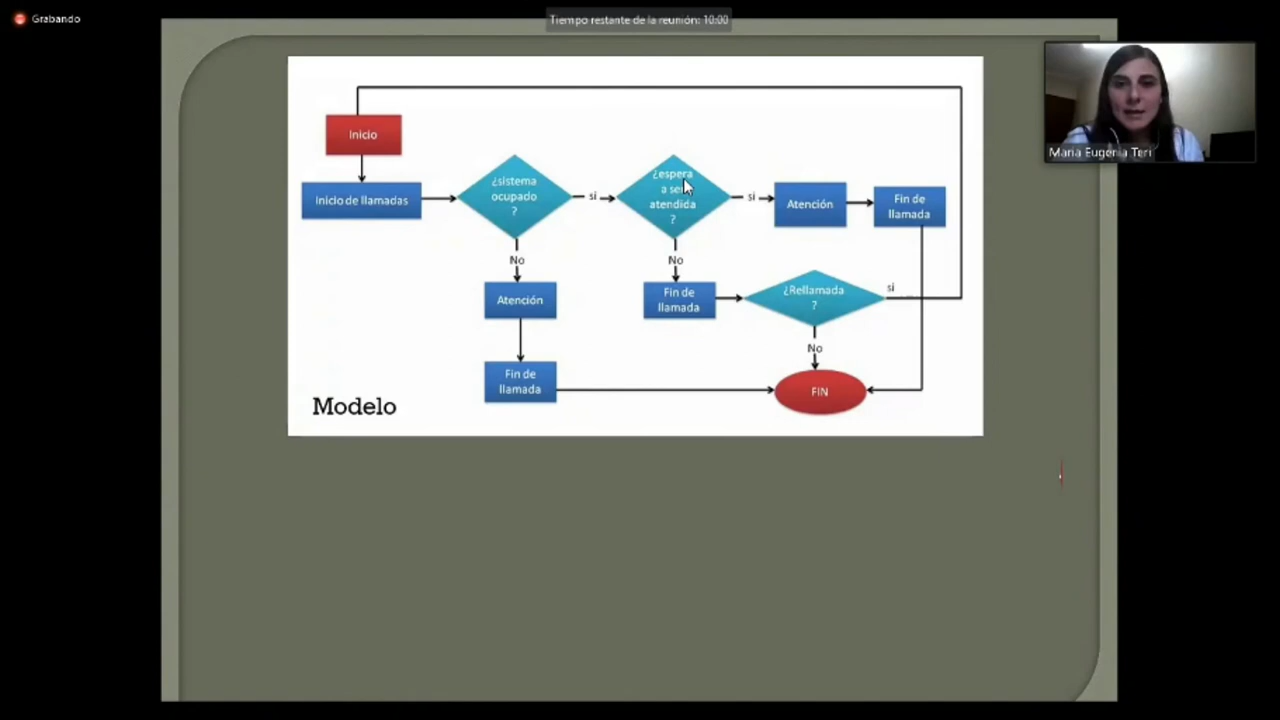 Grabando
Tiempo restante de la reunión: 10:00
Maria Eugenia Teri
Inicio
Inicio de llamadas
¿sistema
ocupado
?
si
¿espera
a ser
atendida
?
si
Atención
Fin de
llamada
No
No
Atención
Fin de
llamada
¿Rellamada
?
si
No
Fin de
llamada
FIN
Modelo